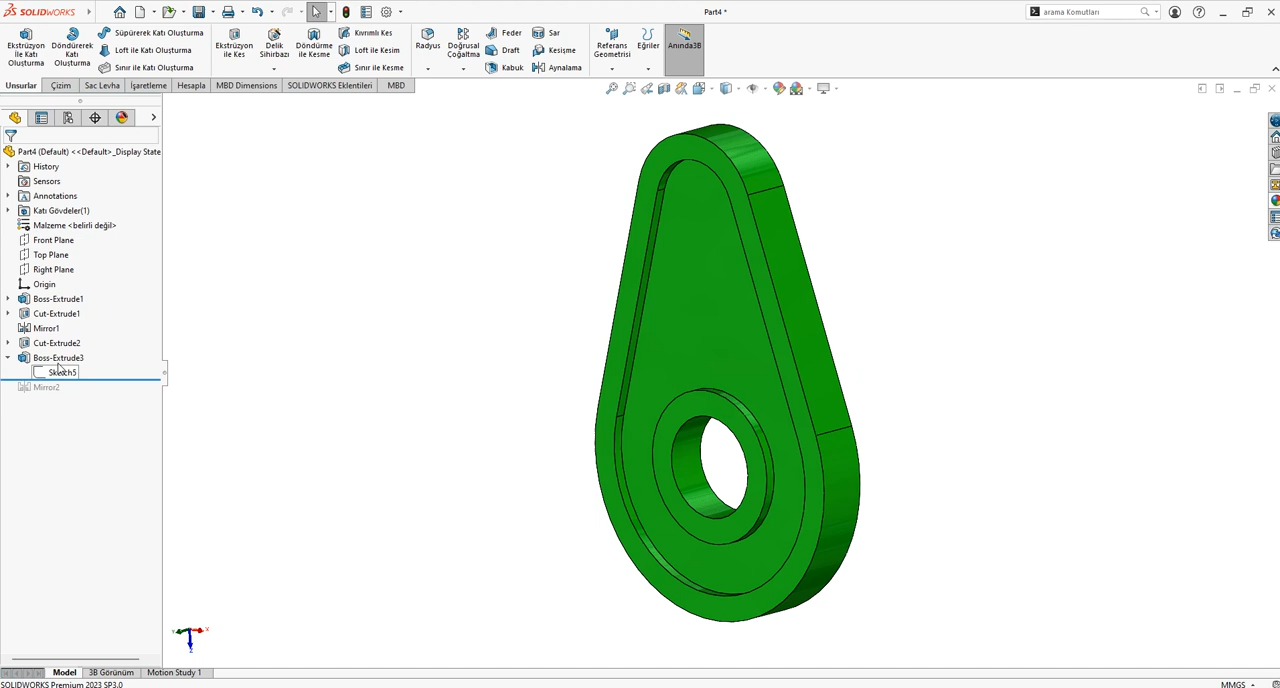 SOLIDWORKS
Part4 *
arama Komutları
Ekstrüzyon İle Katı Oluşturma
Döndürerek Katı Oluşturma
Süpürerek Katı Oluşturma
Loft ile Katı Oluşturma
Sınır ile Katı Oluşturma
Ekstrüzyon ile Kes
Delik Sihirbazı
Döndürme ile Kesme
Kıvrımlı Kes
Loft ile Kesim
Sınır ile Kesme
Radyus
Doğrusal Çoğaltma
Feder
Draft
Kabuk
Sar
Kesişme
Aynalama
Referans Geometrisi
Eğriler
Anında3B
Unsurlar
Çizim
Sac Levha
İşaretleme
Hesapla
MBD Dimensions
SOLIDWORKS Eklentileri
MBD
Part4 (Default) <<Default>_Display State
History
Sensors
Annotations
Katı Gövdeler(1)
Malzeme <belirli değil>
Front Plane
Top Plane
Right Plane
Origin
Boss-Extrude1
Cut-Extrude1
Mirror1
Cut-Extrude2
Boss-Extrude3
Sketch5
Mirror2
Y
X
Z
Model
3B Görünüm
Motion Study 1
SOLIDWORKS Premium 2023 SP3.0
MMGS